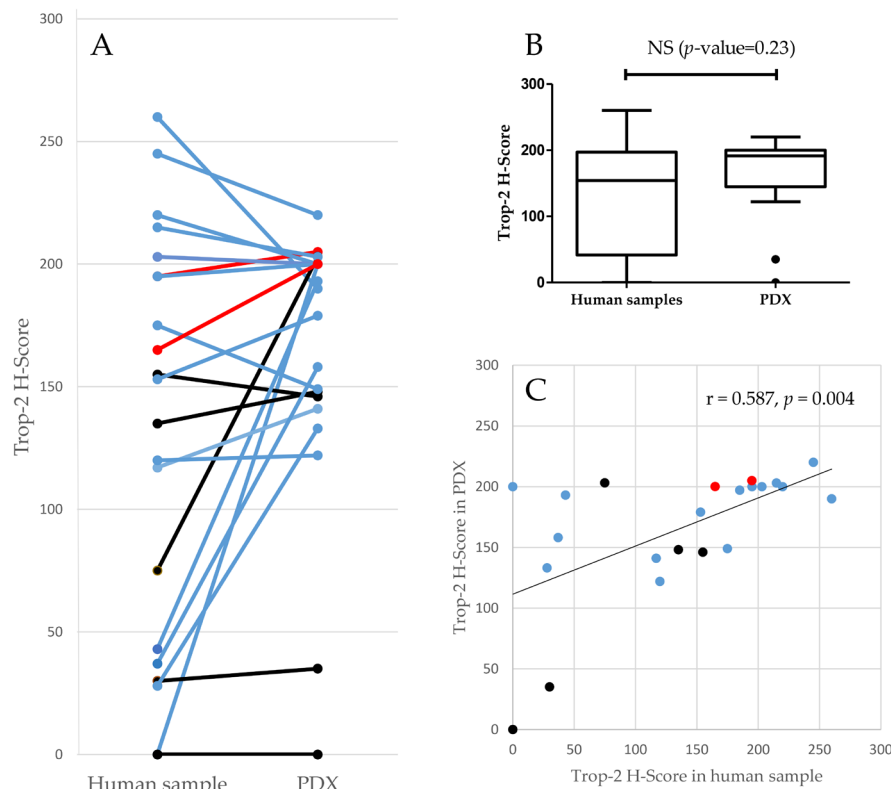 A
300
250
200
150
100
50
0
Trop-2 H-Score
Human sample
PDX
B
NS (p-value=0.23)
300
200
100
0
Trop-2 H-Score
Human samples
PDX
C
r = 0.587, p = 0.004
300
250
200
150
100
50
0
Trop-2 H-Score in PDX
0 50 100 150 200 250 300
Trop-2 H-Score in human sample